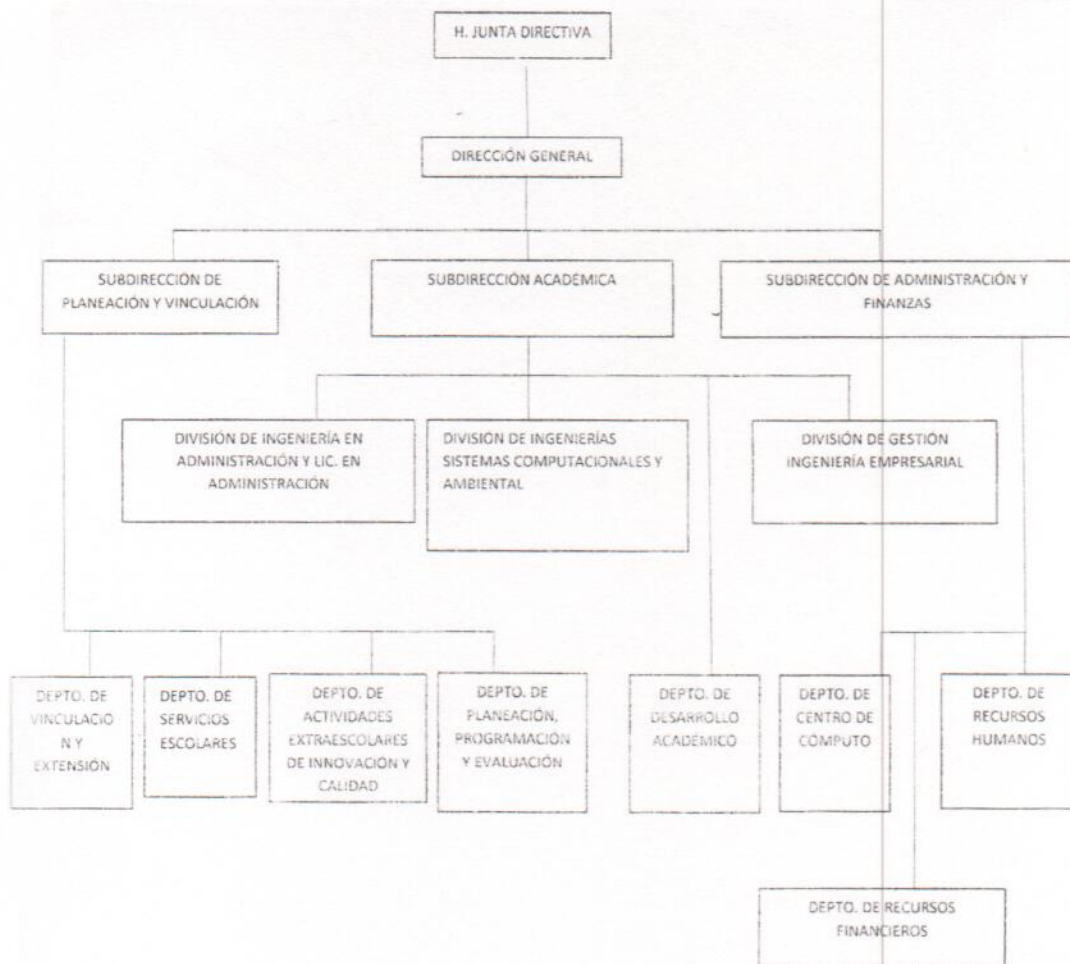 H. JUNTA DIRECTIVA
DIRECCIÓN GENERAL
SUBDIRECCIÓN DE
PLANEACIÓN Y VINCULACIÓN
SUBDIRECCIÓN ACADÉMICA
SUBDIRECCIÓN DE ADMINISTRACIÓN Y
FINANZAS
DIVISIÓN DE INGENIERÍA EN
ADMINISTRACIÓN Y LIC. EN
ADMINISTRACIÓN
DIVISIÓN DE INGENIERÍAS
SISTEMAS COMPUTACIONALES Y
AMBIENTAL
DIVISIÓN DE GESTIÓN
INGENIERÍA EMPRESARIAL
DEPTO. DE
VINCULACIO
N Y
EXTENSIÓN
DEPTO. DE
SERVICIOS
ESCOLARES
DEPTO. DE
ACTIVIDADES
EXTRAESCOLARES
DE INNOVACIÓN Y
CALIDAD
DEPTO. DE
PLANEACIÓN,
PROGRAMACIÓN
Y EVALUACIÓN
DEPTO. DE
DESARROLLO
ACADÉMICO
DEPTO. DE
CENTRO DE
CÓMPUTO
DEPTO. DE
RECURSOS
HUMANOS
DEPTO. DE RECURSOS
FINANCIEROS